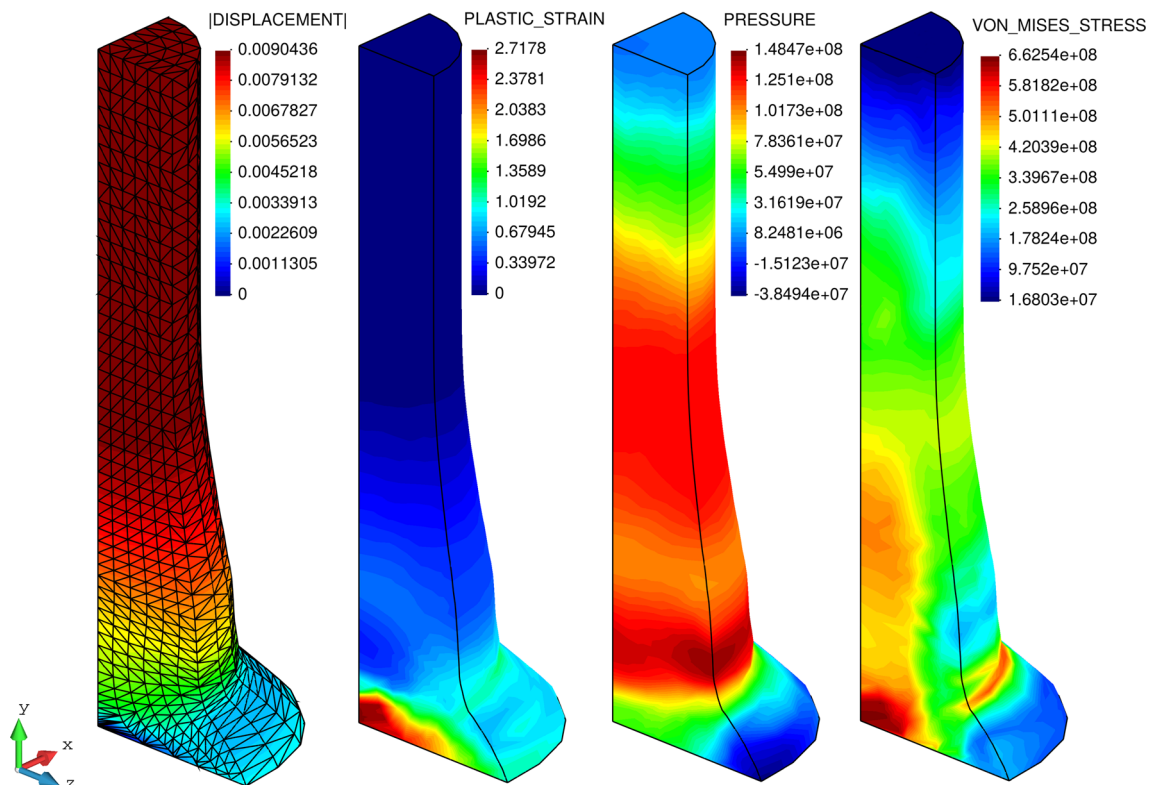 |DISPLACEMENT|
0.0090436
0.0079132
0.0067827
0.0056523
0.0045218
0.0033913
0.0022609
0.0011305
0
PLASTIC_STRAIN
2.7178
2.3781
2.0383
1.6986
1.3589
1.0192
0.67945
0.33972
0
PRESSURE
1.4847e+08
1.251e+08
1.0173e+08
7.8361e+07
5.499e+07
3.1619e+07
8.2481e+06
-1.5123e+07
-3.8494e+07
VON_MISES_STRESS
6.6254e+08
5.8182e+08
5.0111e+08
4.2039e+08
3.3967e+08
2.5896e+08
1.7824e+08
9.752e+07
1.6803e+07
y
x
z